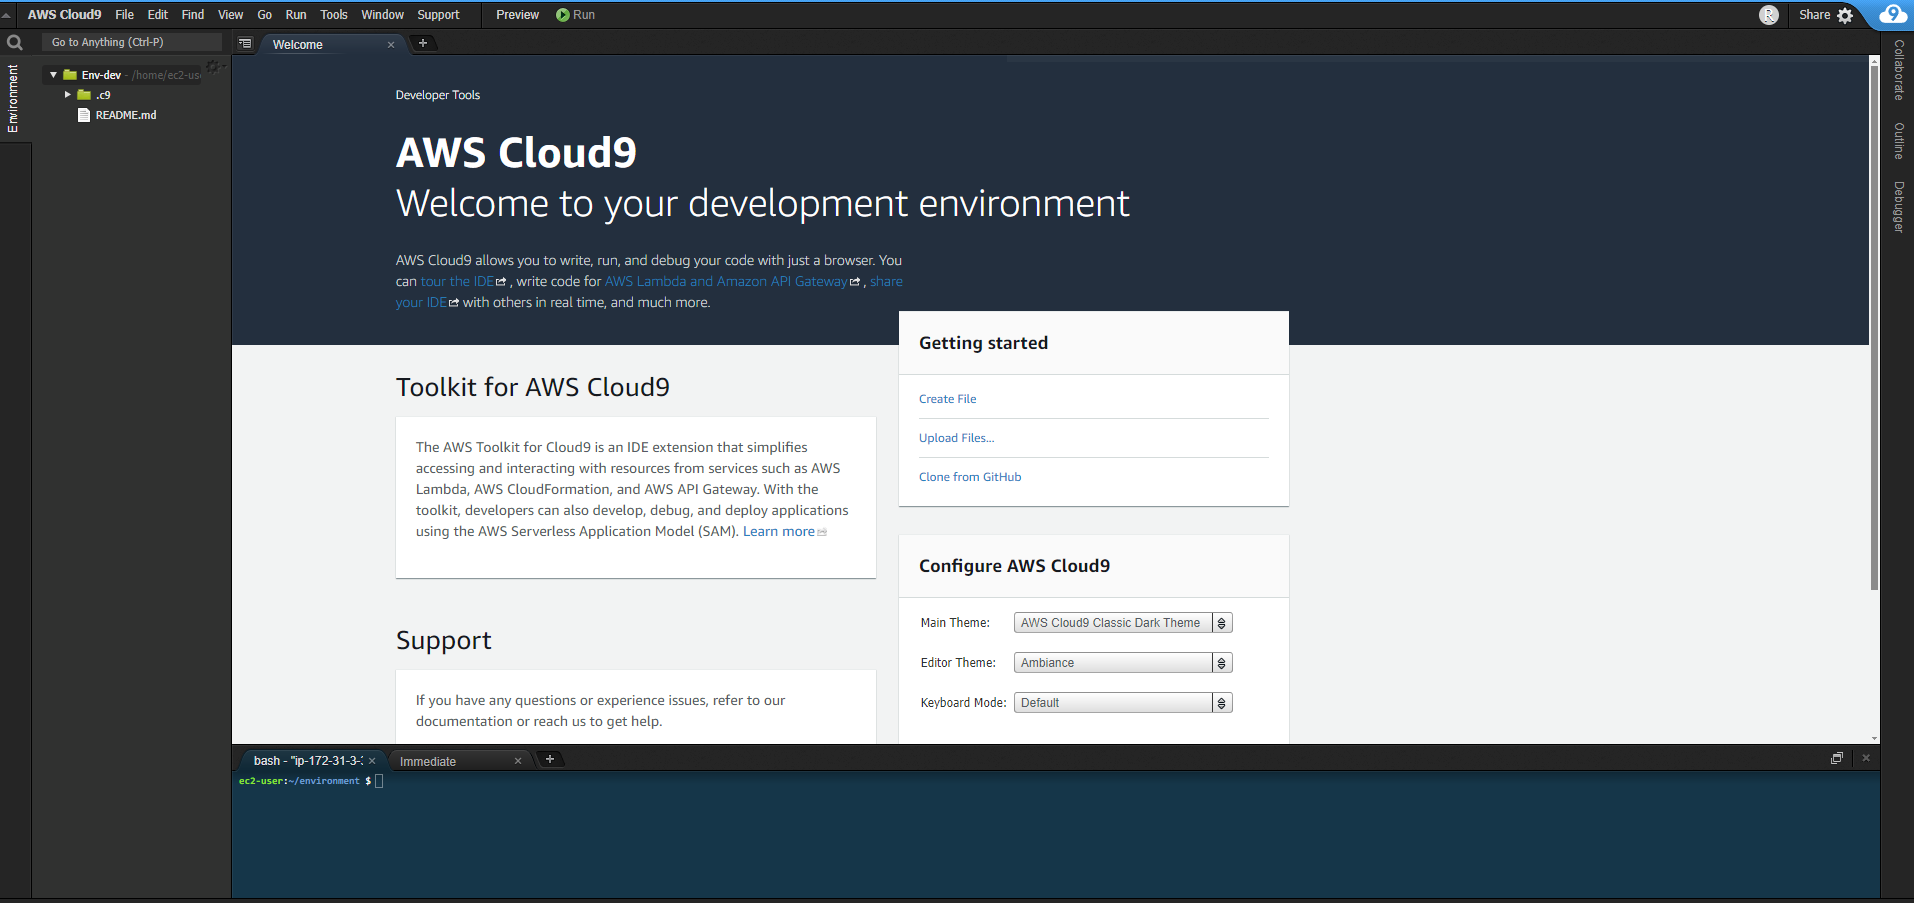 AWS Cloud9 File Edit Find View Go Run Tools Window Support Preview Run R Share 9
Go to Anything (Ctrl-P) Welcome
Environment
Env-dev - /home/ec2-us
.c9
README.md
Collaborate
Outline
Debugger
Developer Tools
AWS Cloud9
Welcome to your development environment
AWS Cloud9 allows you to write, run, and debug your code with just a browser. You
can tour the IDE , write code for AWS Lambda and Amazon API Gateway , share
your IDE with others in real time, and much more.
Toolkit for AWS Cloud9
The AWS Toolkit for Cloud9 is an IDE extension that simplifies
accessing and interacting with resources from services such as AWS
Lambda, AWS CloudFormation, and AWS API Gateway. With the
toolkit, developers can also develop, debug, and deploy applications
using the AWS Serverless Application Model (SAM). Learn more
Support
If you have any questions or experience issues, refer to our
documentation or reach us to get help.
Getting started
Create File
Upload Files...
Clone from GitHub
Configure AWS Cloud9
Main Theme: AWS Cloud9 Classic Dark Theme
Editor Theme: Ambiance
Keyboard Mode: Default
bash - "ip-172-31-3- Immediate
ec2-user:~/environment $